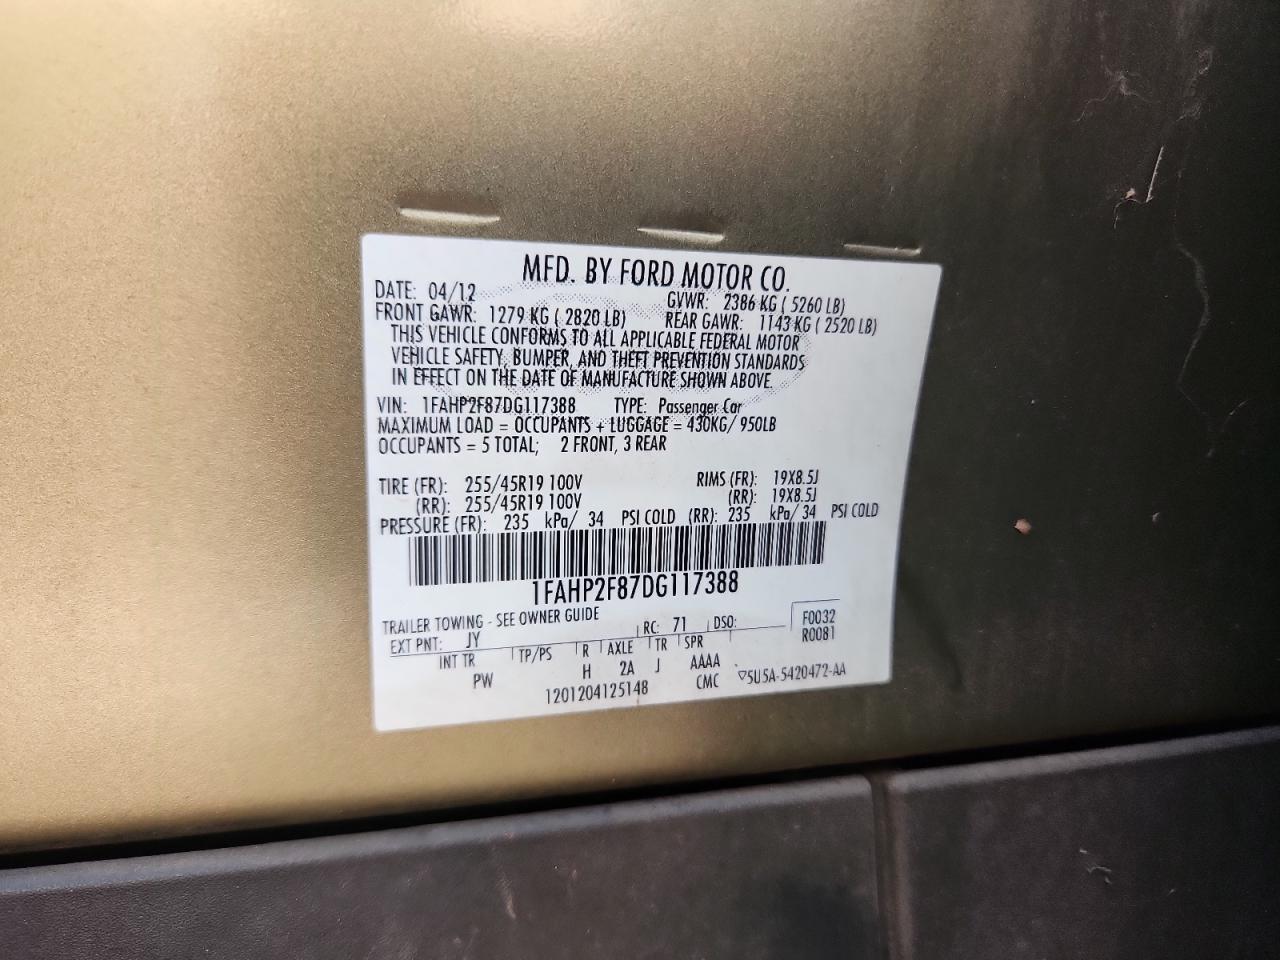 MFD. BY FORD MOTOR CO.
DATE: 04/12 GVWR: 2386 KG ( 5260 LB)
FRONT GAWR: 1279 KG ( 2820 LB) REAR GAWR: 1143 KG ( 2520 LB)
THIS VEHICLE CONFORMS TO ALL APPLICABLE FEDERAL MOTOR
VEHICLE SAFETY, BUMPER, AND THEFT PREVENTION STANDARDS
IN EFFECT ON THE DATE OF MANUFACTURE SHOWN ABOVE
VIN: 1FAHP2F87DG117388 TYPE: Passenger Car
MAXIMUM LOAD = OCCUPANTS + LUGGAGE = 430KG/ 950LB
OCCUPANTS = 5 TOTAL; 2 FRONT, 3 REAR
TIRE (FR): 255/45R19 100V RIMS (FR): 19X8.5J
(RR): 255/45R19 100V (RR): 19X8.5J
PRESSURE (FR): 235 kPa/ 34 PSI COLD (RR): 235 kPa/ 34 PSI COLD
1FAHP2F87DG117388
TRAILER TOWING - SEE OWNER GUIDE
EXT PNT: JY RC: 71 DSO: F0032
R0081
INT TR TP/PS R AXLE TR SPR
PW H 2A J AAAA
1201204125148 CMC ▽5U5A-5420472-AA